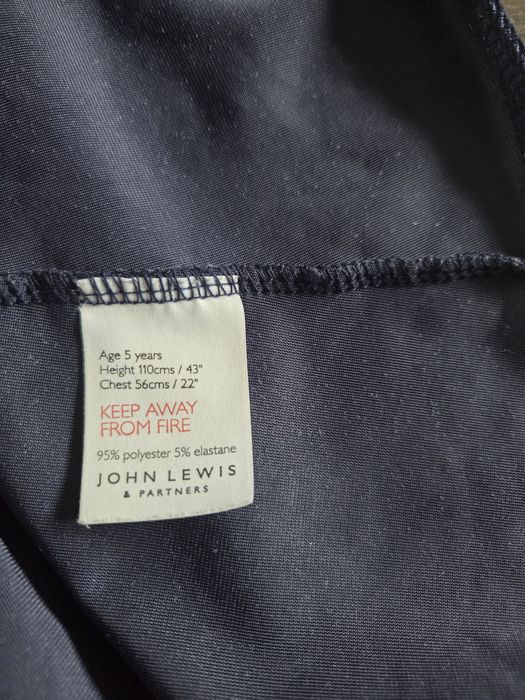 Age 5 years
Height 110cms / 43"
Chest 56cms / 22"
KEEP AWAY
FROM FIRE
95% polyester 5% elastane
JOHN LEWIS
& PARTNERS